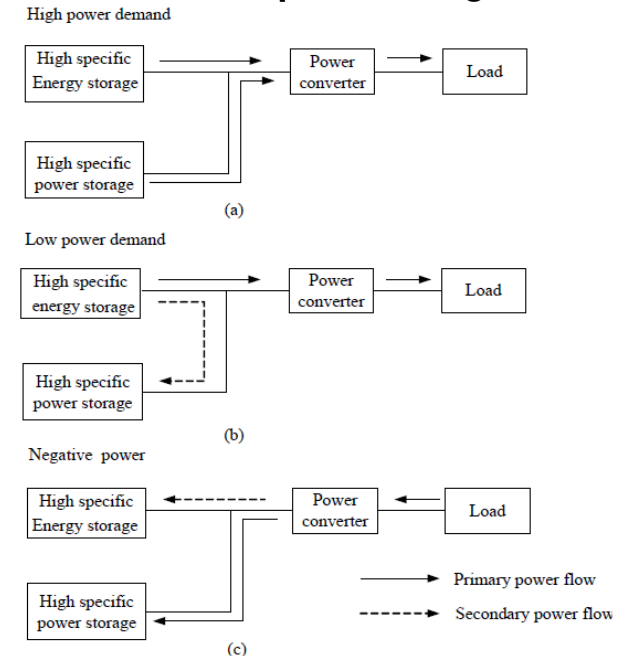 High power demand
High specific
Energy storage
Power
converter
Load
High specific
power storage
(a)
Low power demand
High specific
energy storage
Power
converter
Load
High specific
power storage
(b)
Negative power
High specific
Energy storage
Power
converter
Load
Primary power flow
High specific
power storage
Secondary power flow
(c)